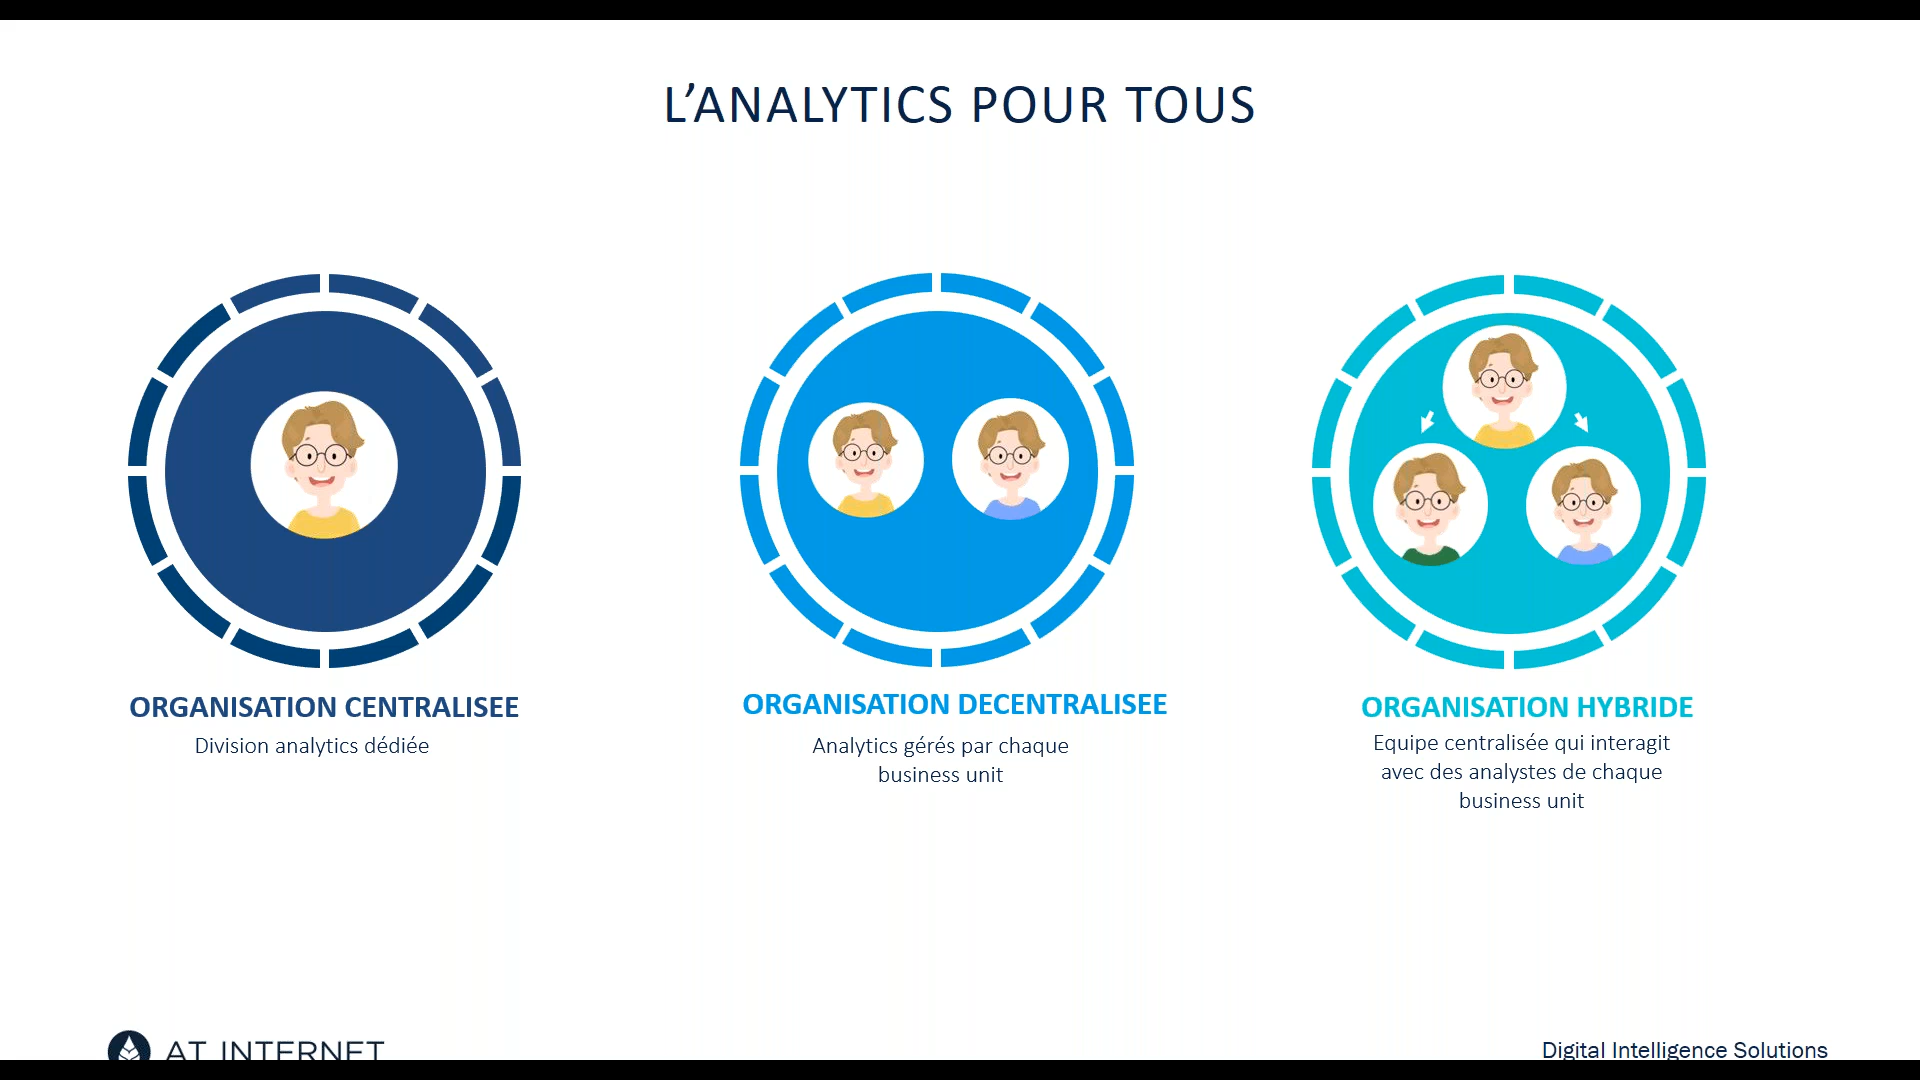 L’ANALYTICS POUR TOUS
ORGANISATION CENTRALISEE
Division analytics dédiée
ORGANISATION DECENTRALISEE
Analytics gérés par chaque
business unit
ORGANISATION HYBRIDE
Equipe centralisée qui interagit
avec des analystes de chaque
business unit
AT INTERNET
Digital Intelligence Solutions